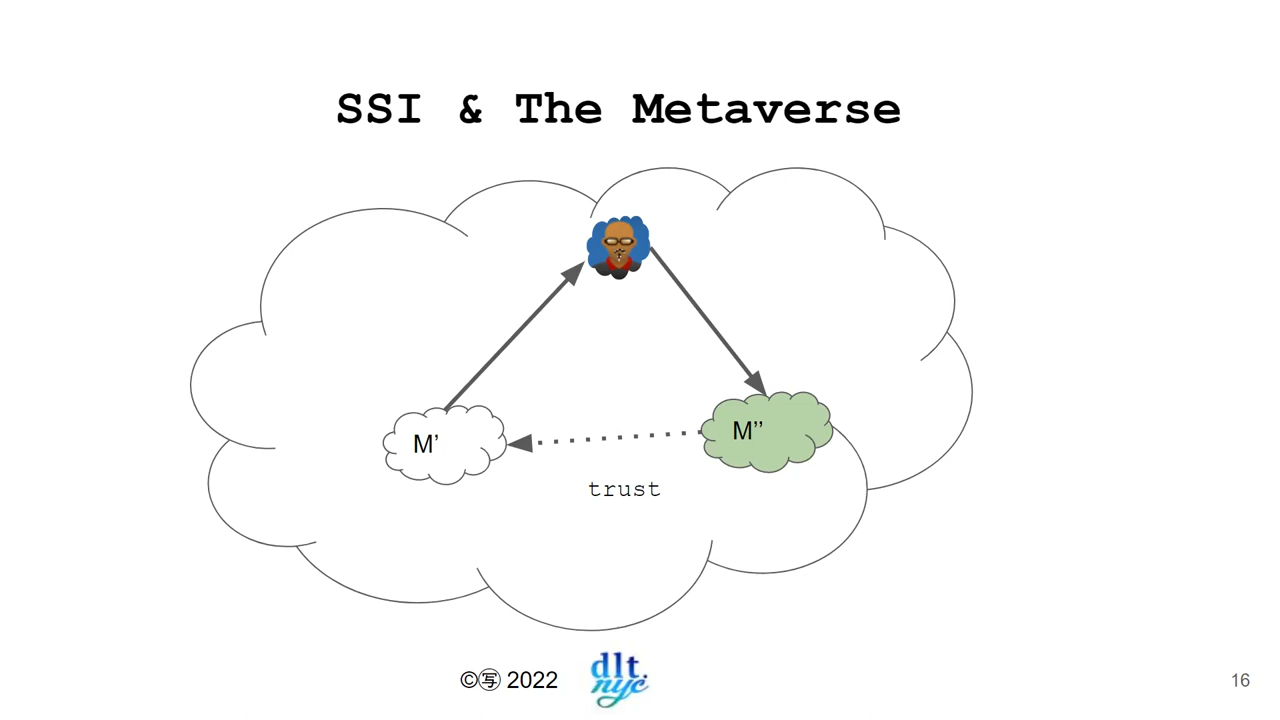 SSI & The Metaverse
M’
M’’
trust
©㊢ 2022
dlt.
nyc
16